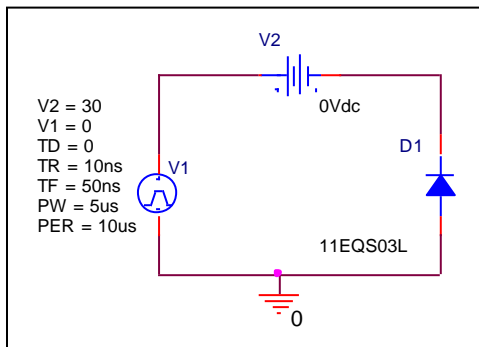 V2
0Vdc
V2 = 30
V1 = 0
TD = 0
TR = 10ns
TF = 50ns
PW = 5us
PER = 10us
V1
D1
11EQS03L
0